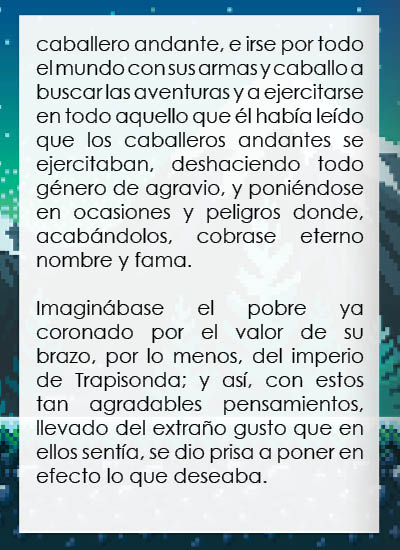 caballero andante, e irse por todo
el mundo con sus armas y caballo a
buscar las aventuras y a ejercitarse
en todo aquello que él había leído
que los caballeros andantes se
ejercitaban, deshaciendo todo
género de agravio, y poniéndose
en ocasiones y peligros donde,
acabándolos, cobrase eterno
nombre y fama.

Imaginábase el pobre ya
coronado por el valor de su
brazo, por lo menos, del imperio
de Trapisonda; y así, con estos
tan agradables pensamientos,
llevado del extraño gusto que en
ellos sentía, se dio prisa a poner en
efecto lo que deseaba.